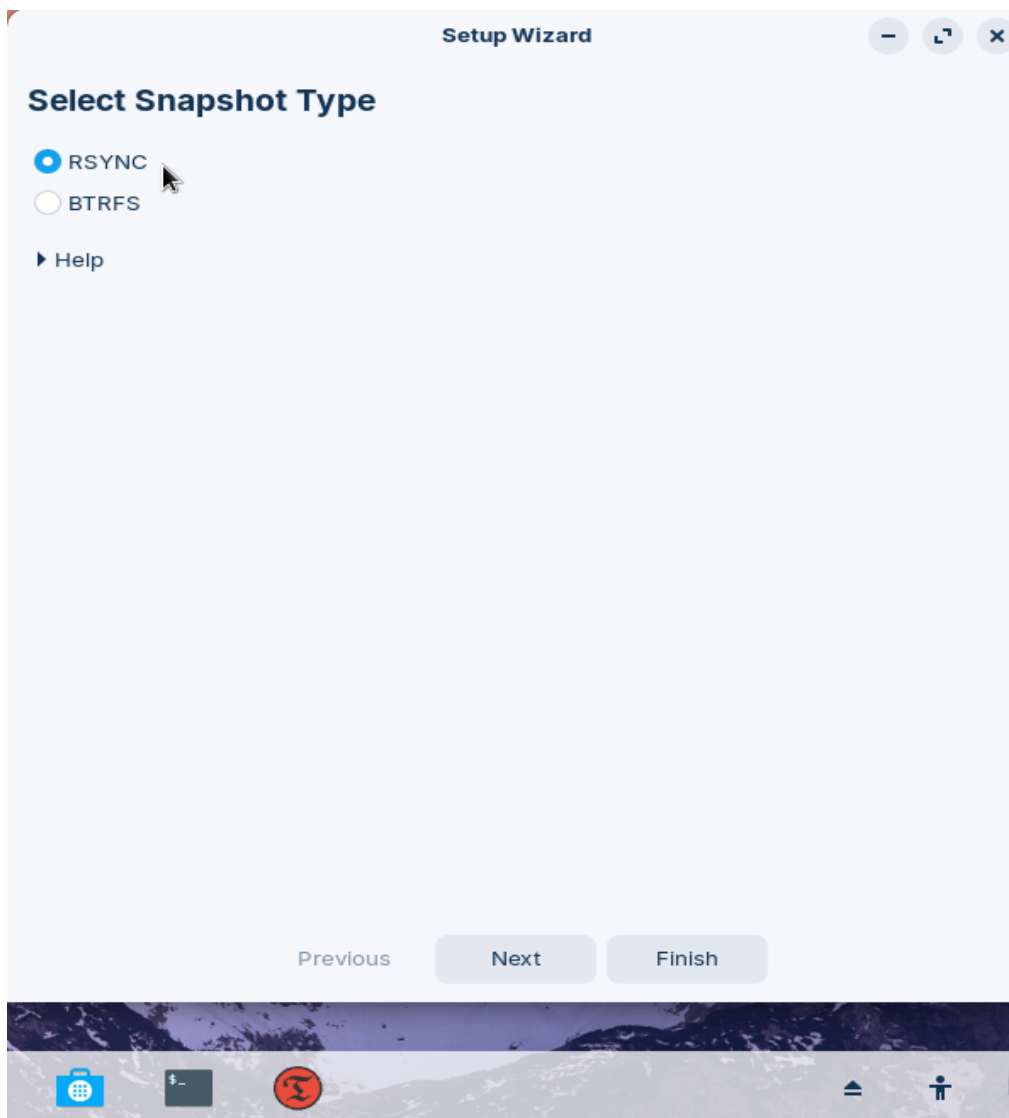 Setup Wizard
Select Snapshot Type
RSYNC
BTRFS
Help
Previous
Next
Finish
$_